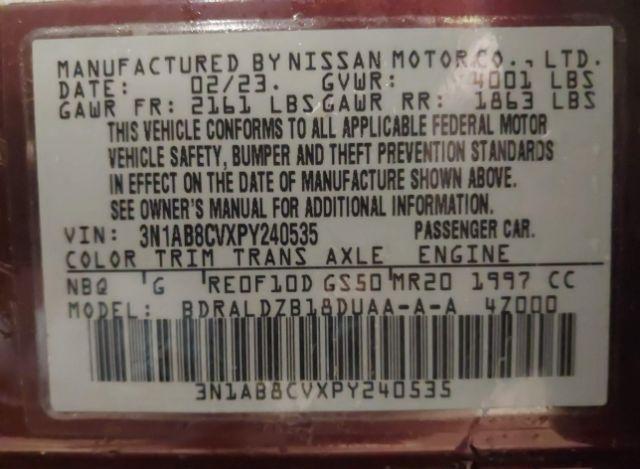 MANUFACTURED BY NISSAN MOTOR CO., LTD.
DATE: 02/23. GVWR: 4001 LBS
GAWR FR: 2161 LBS GAWR RR: 1863 LBS
THIS VEHICLE CONFORMS TO ALL APPLICABLE FEDERAL MOTOR
VEHICLE SAFETY, BUMPER AND THEFT PREVENTION STANDARDS
IN EFFECT ON THE DATE OF MANUFACTURE SHOWN ABOVE.
SEE OWNER'S MANUAL FOR ADDITIONAL INFORMATION.
VIN: 3N1AB8CVXPY240535 PASSENGER CAR.
COLOR TRIM TRANS AXLE ENGINE
NBQ G RE0F10D GS50 MR20 1997 CC
MODEL: BDRALDZB18DUAA-A-A 4Z000
3N1AB8CVXPY240535